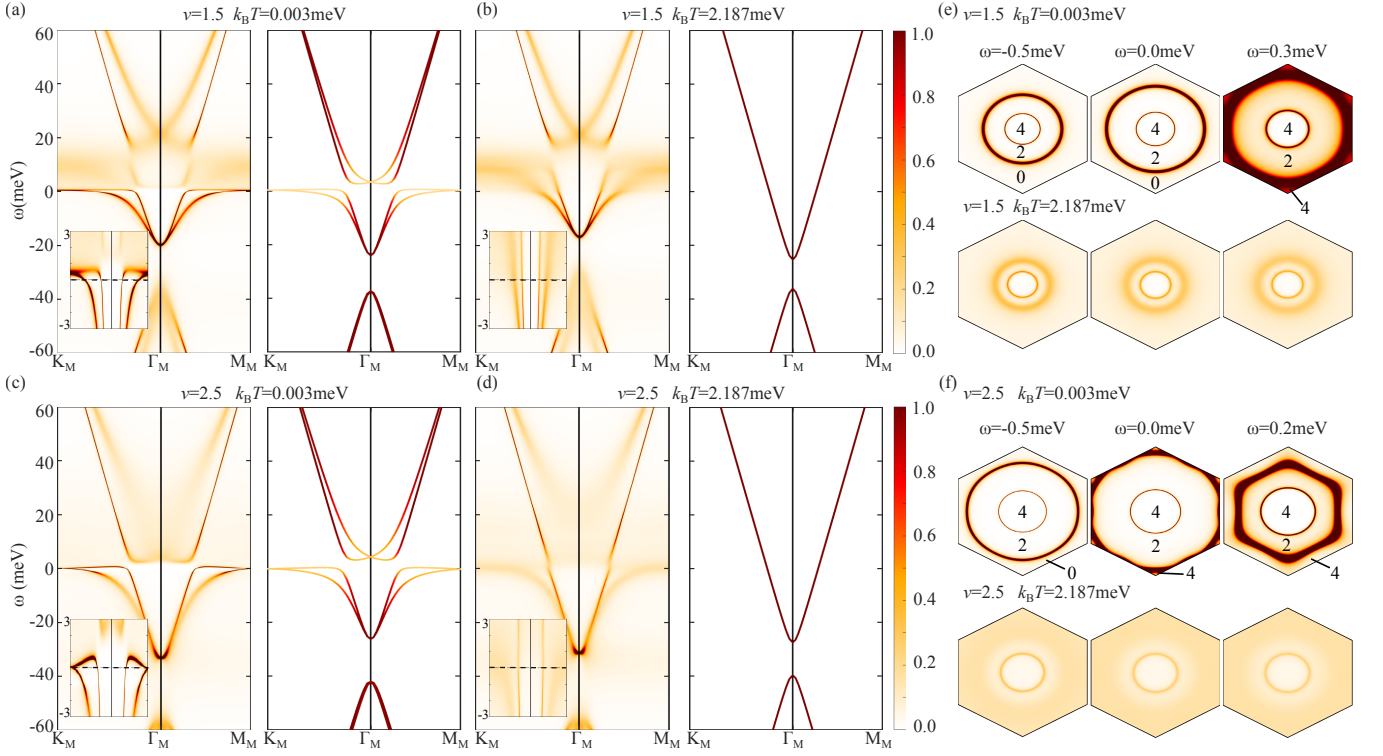 (a) ν=1.5 k_BT=0.003meV
60
40
20
0
-20
-40
-60
ω(meV)
3
-3
K_M Γ_M M_M Γ_M M_M
(b) ν=1.5 k_BT=2.187meV
3
-3
K_M Γ_M M_M Γ_M M_M
1.0
0.8
0.6
0.4
0.2
0.0
(e) ν=1.5 k_BT=0.003meV
ω=-0.5meV ω=0.0meV ω=0.3meV
4 2 0
4 2 0
4 2 4
ν=1.5 k_BT=2.187meV
(c) ν=2.5 k_BT=0.003meV
60
40
20
0
-20
-40
-60
ω (meV)
3
-3
K_M Γ_M M_M Γ_M M_M
(d) ν=2.5 k_BT=2.187meV
3
-3
K_M Γ_M M_M Γ_M M_M
1.0
0.8
0.6
0.4
0.2
0.0
(f) ν=2.5 k_BT=0.003meV
ω=-0.5meV ω=0.0meV ω=0.2meV
4 2 0
4 2 4
4 4
ν=2.5 k_BT=2.187meV